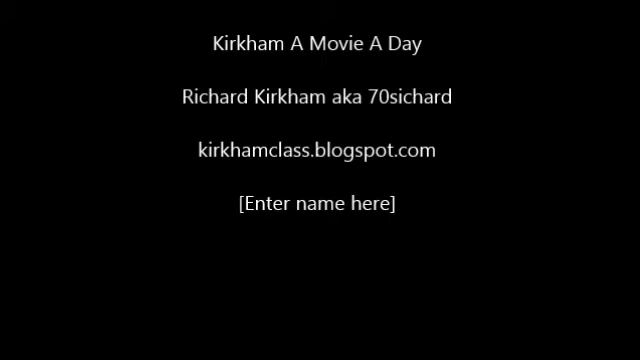 Kirkham A Movie A Day
Richard Kirkham aka 70sichard
kirkhamclass.blogspot.com
[Enter name here]